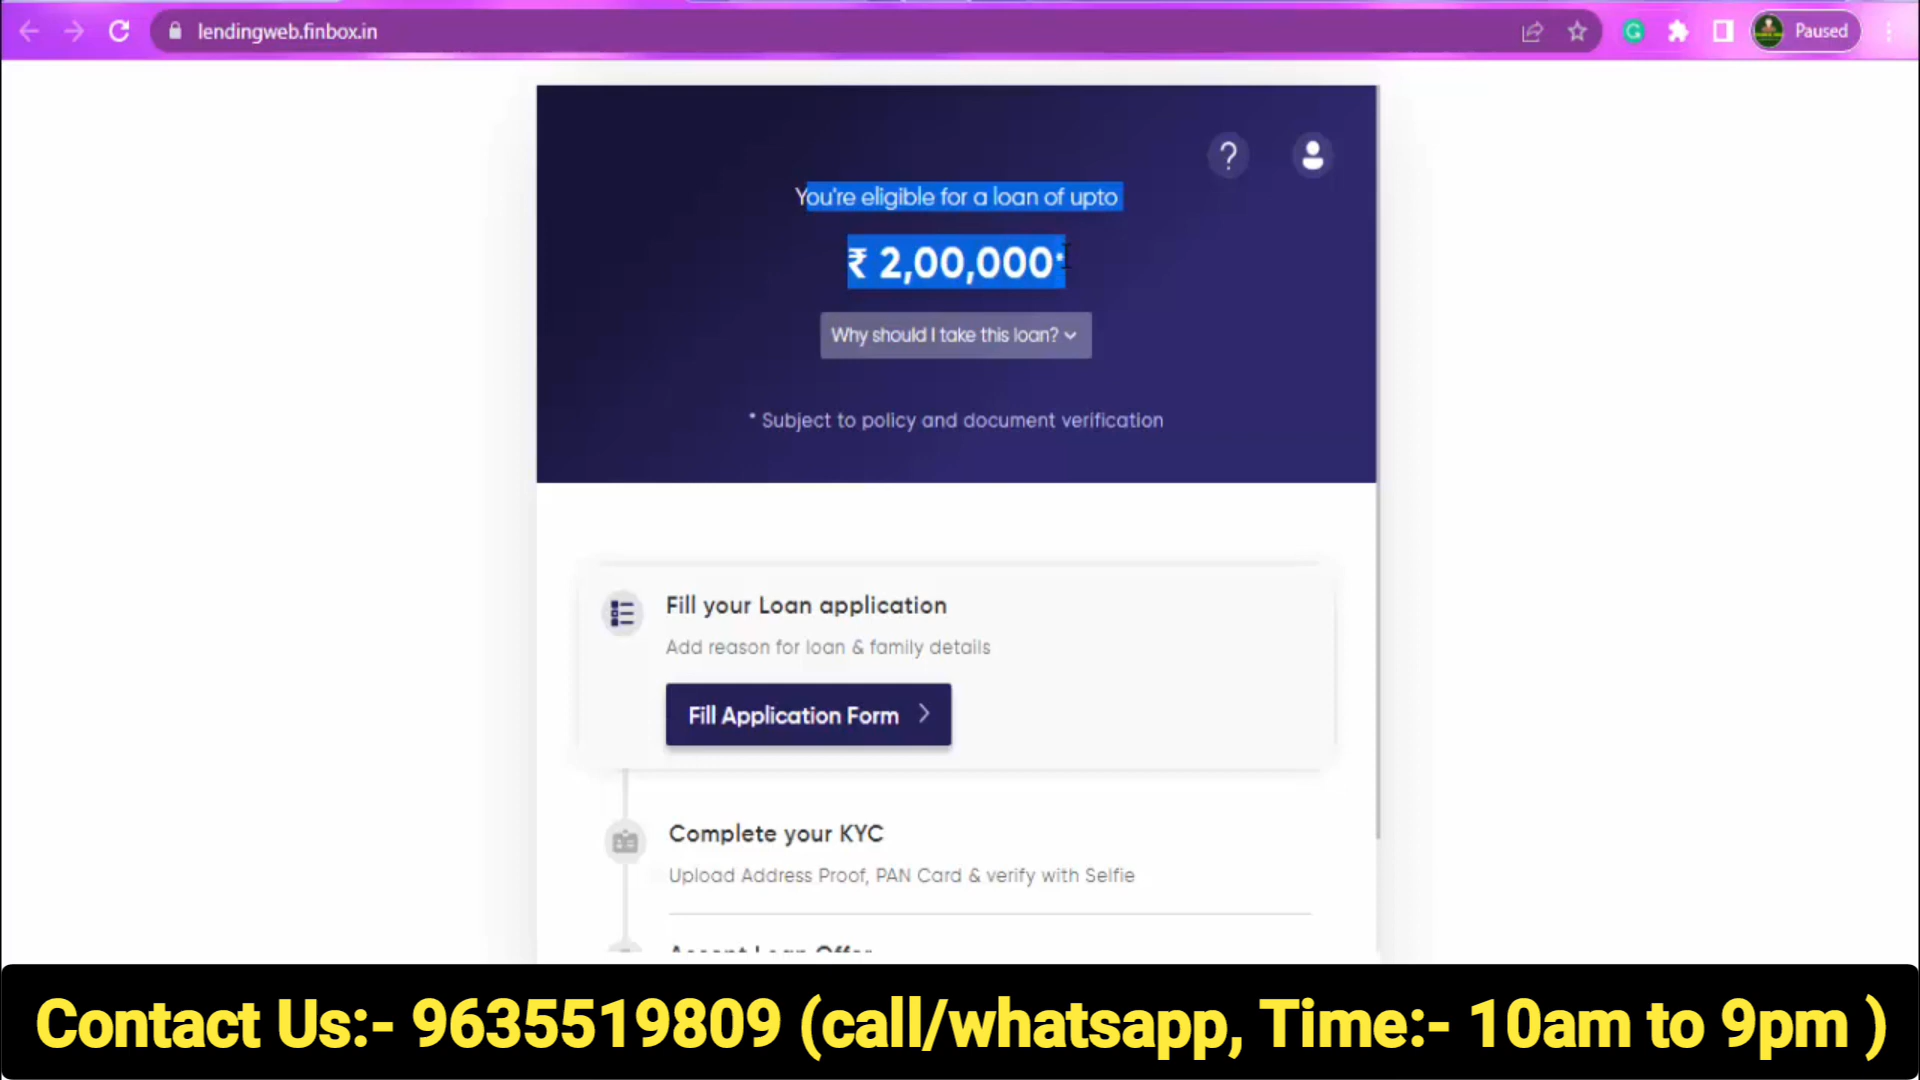 lendingweb.finbox.in
Paused
You're eligible for a loan of upto
₹ 2,00,000*
Why should I take this loan?
* Subject to policy and document verification
Fill your Loan application
Add reason for loan & family details
Fill Application Form
Complete your KYC
Upload Address Proof, PAN Card & verify with Selfie
Accept Loan Offer
Contact Us:- 9635519809 (call/whatsapp, Time:- 10am to 9pm )